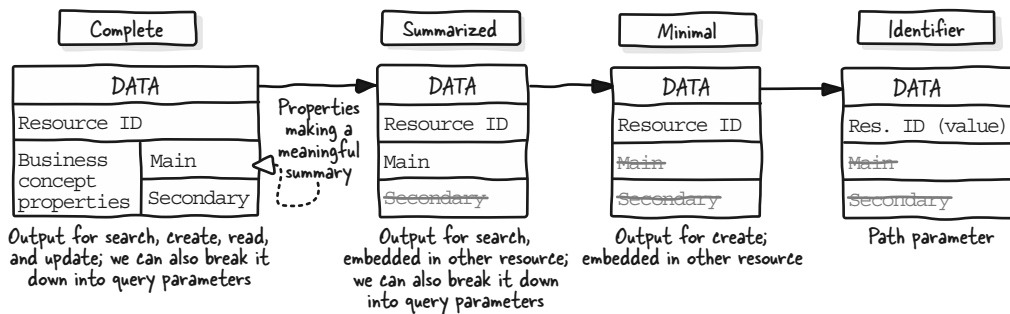 Complete
DATA
Resource ID
Business
concept
properties
Main
Secondary
Output for search, create, read,
and update; we can also break it
down into query parameters
Properties
making a
meaningful
summary
Summarized
DATA
Resource ID
Main
Secondary
Output for search,
embedded in other resource;
we can also break it down
into query parameters
Minimal
DATA
Resource ID
Main
Secondary
Output for create;
embedded in other resource
Identifier
DATA
Res. ID (value)
Main
Secondary
Path parameter